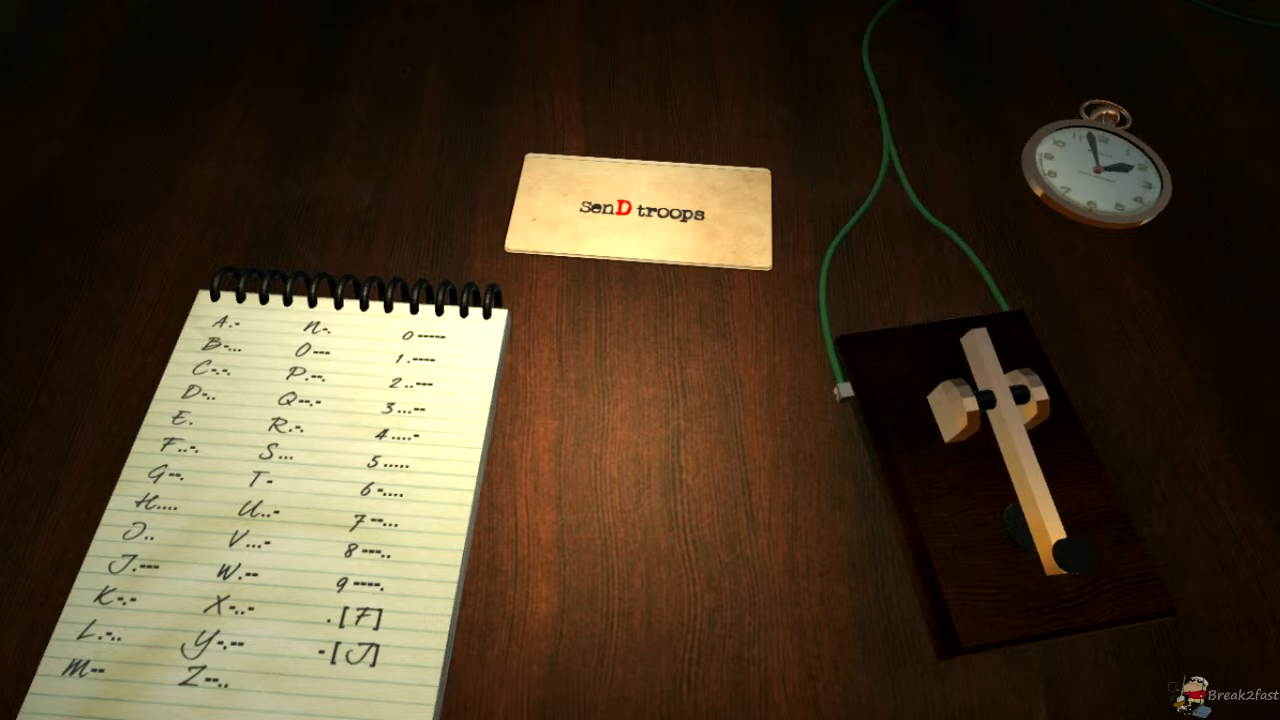 SenD troops
A.-
B-...
C-.-.
D-..
E.
F..-.
G--.
H....
I..
J.---
K-.-
L.-..
M--
N-.
O---
P.--.
Q--.-
R.-.
S...
T-
U..-
V...-
W.--
X-..-
Y-.--
Z--..
0-----
1.----
2..---
3...--
4....-
5.....
6-....
7--...
8---..
9----.
.[F]
-[J]
Break2fast